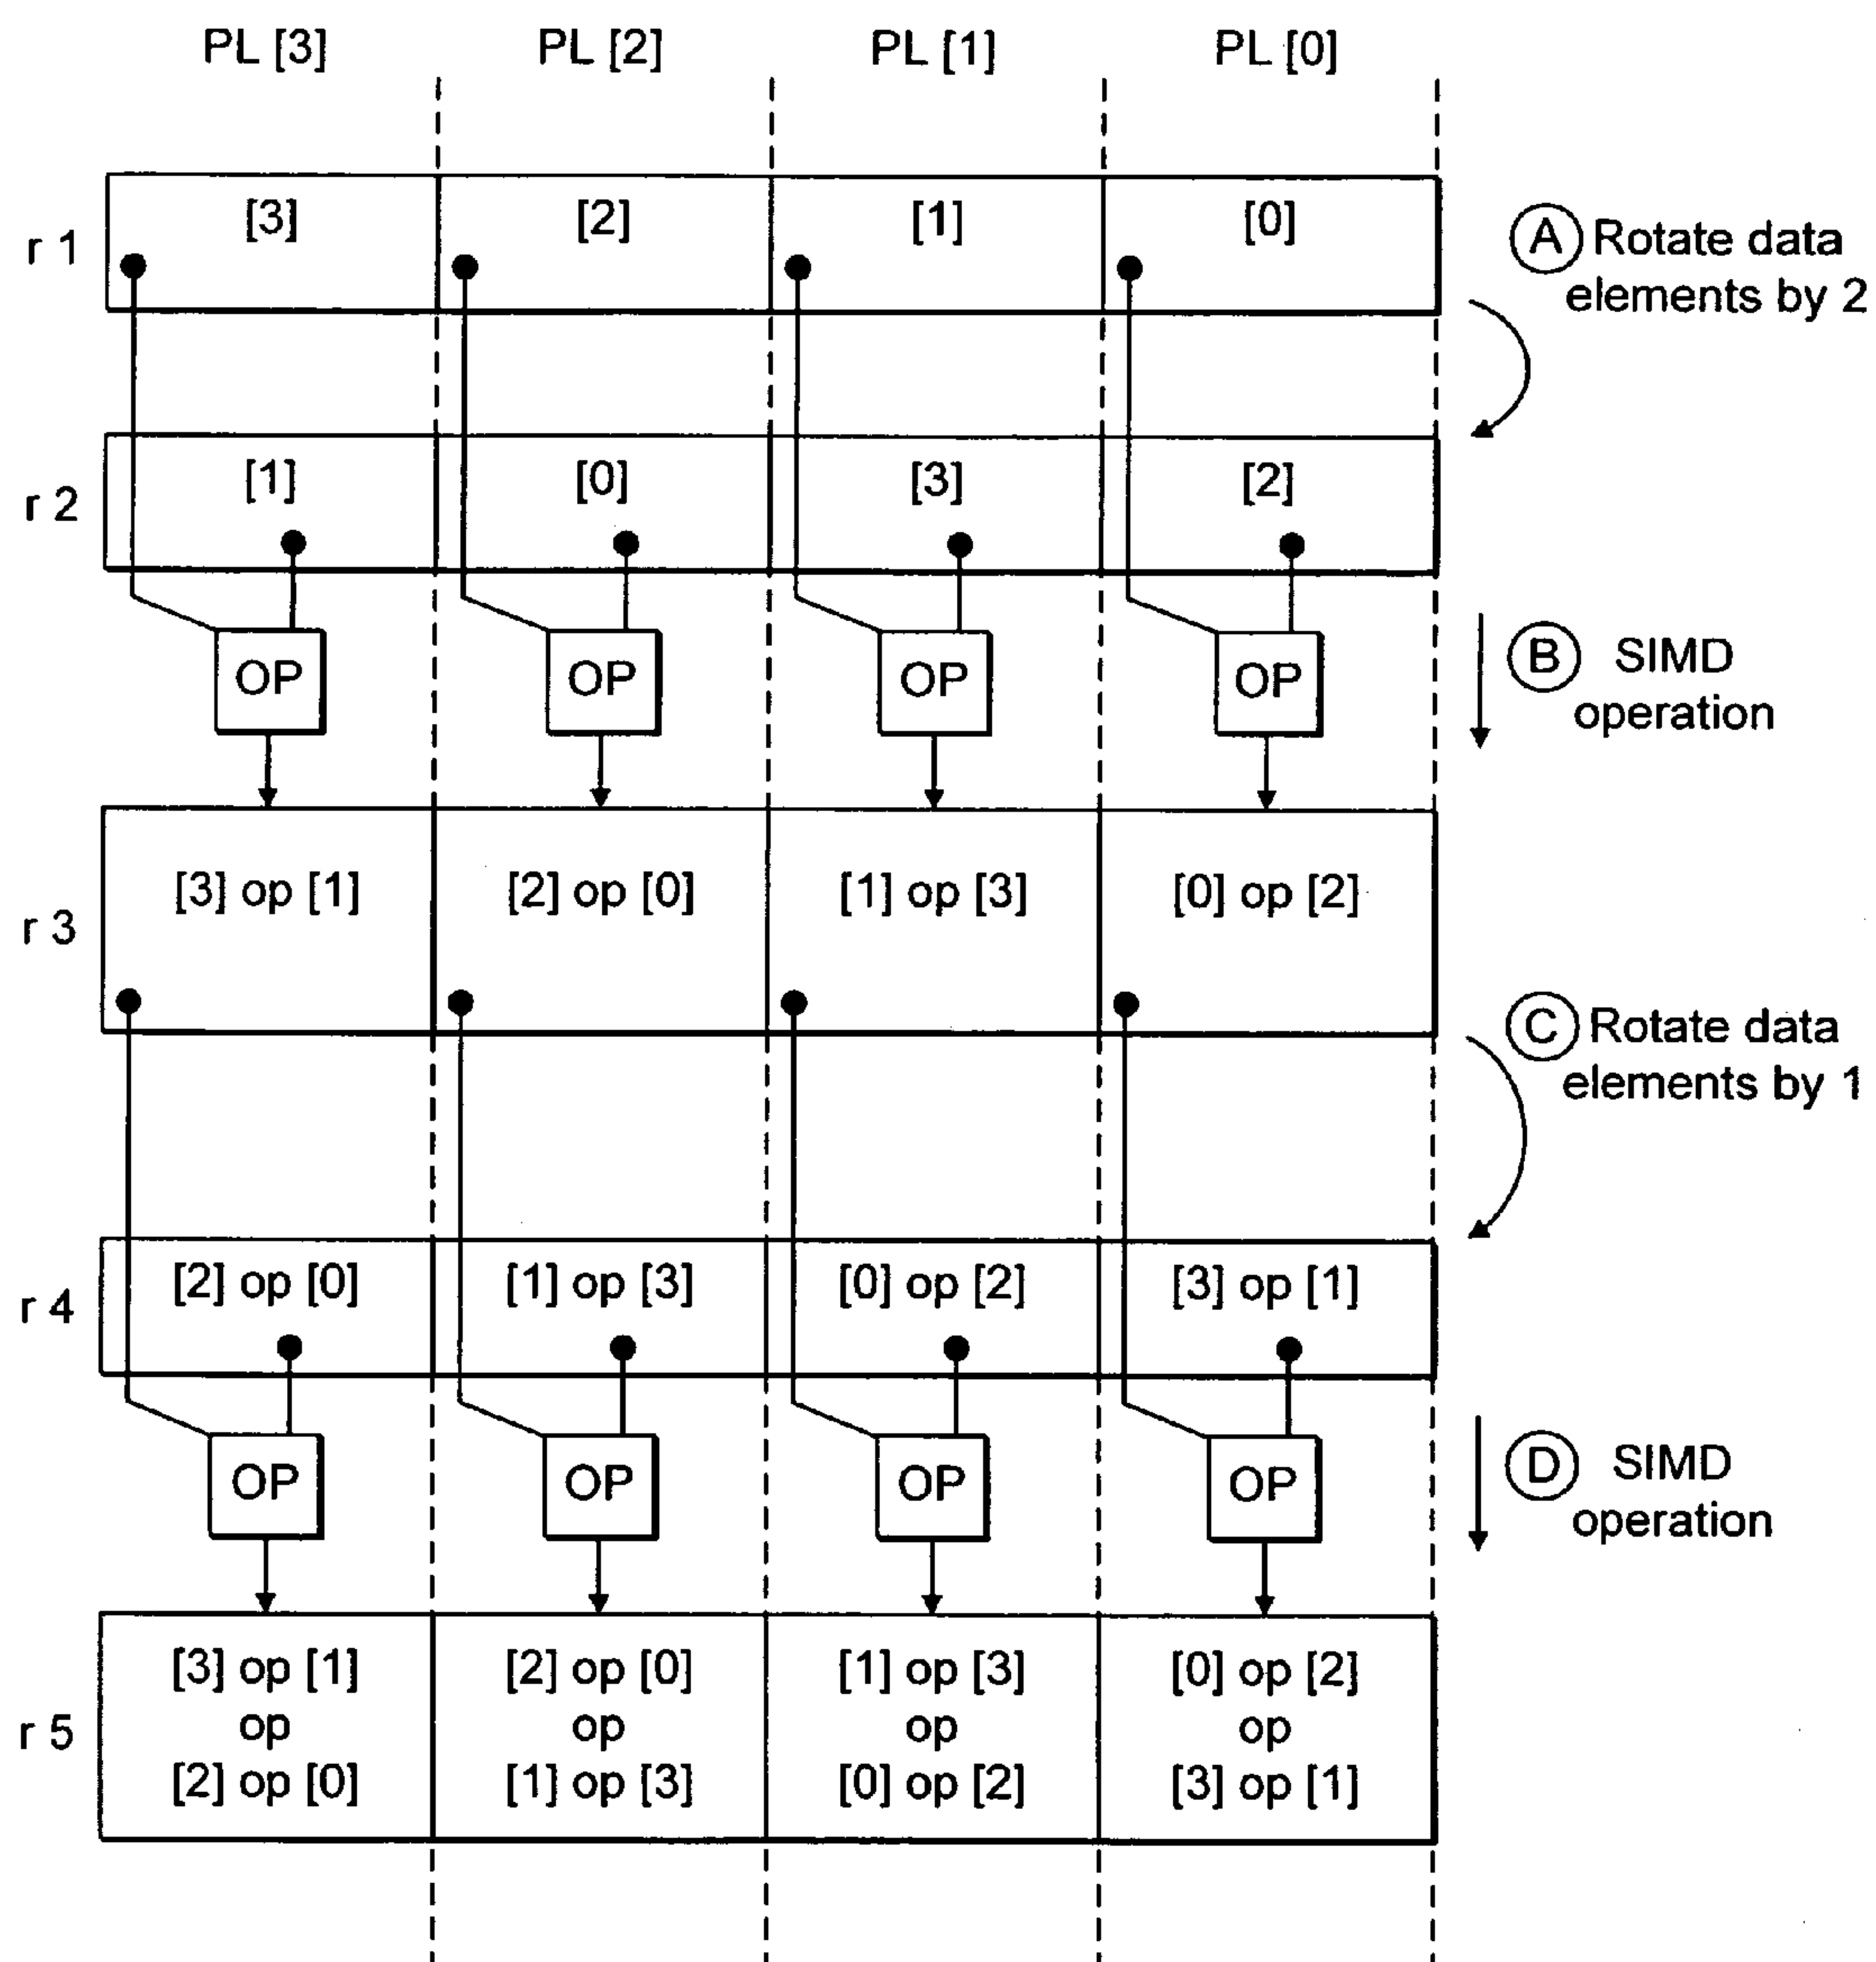 PL [3] PL [2] PL [1] PL [0]
r 1 [3] [2] [1] [0] A Rotate data
elements by 2
r 2 [1] [0] [3] [2]
OP OP OP OP B SIMD
operation
r 3 [3] op [1] [2] op [0] [1] op [3] [0] op [2]
C Rotate data
elements by 1
r 4 [2] op [0] [1] op [3] [0] op [2] [3] op [1]
OP OP OP OP D SIMD
operation
[3] op [1] [2] op [0] [1] op [3] [0] op [2]
r 5 op op op op
[2] op [0] [1] op [3] [0] op [2] [3] op [1]